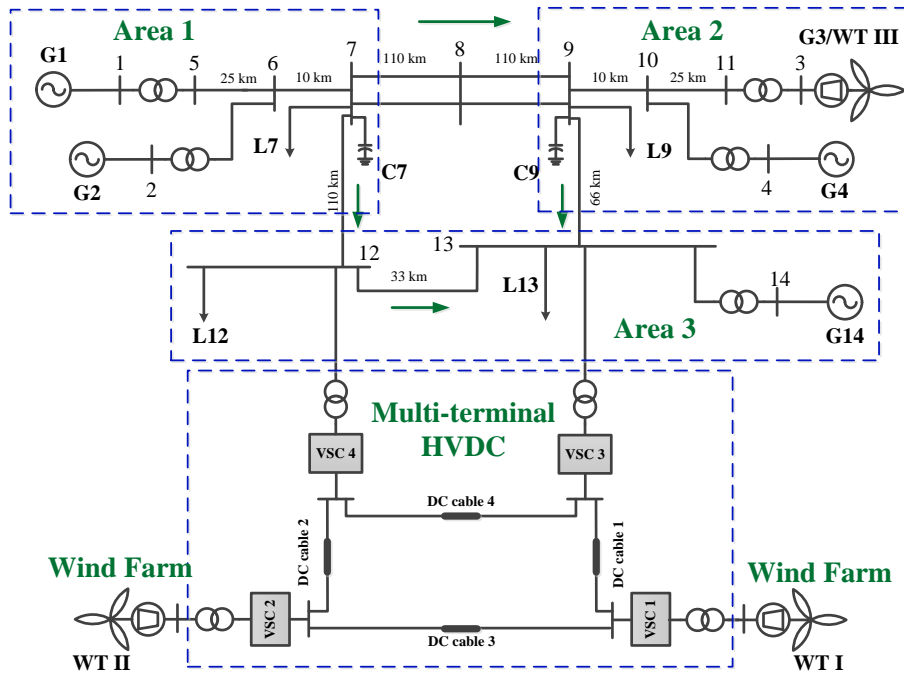 Area 1
Area 2
G1
G3/WT III
1
5
6
7
8
9
10
11
3
110 km
110 km
25 km
10 km
10 km
25 km
L7
C7
C9
L9
G2
2
4
G4
110 km
66 km
12
13
14
33 km
L12
L13
G14
Area 3
Multi-terminal
HVDC
VSC 4
VSC 3
DC cable 4
DC cable 2
DC cable 1
Wind Farm
Wind Farm
VSC 2
VSC 1
DC cable 3
WT II
WT I